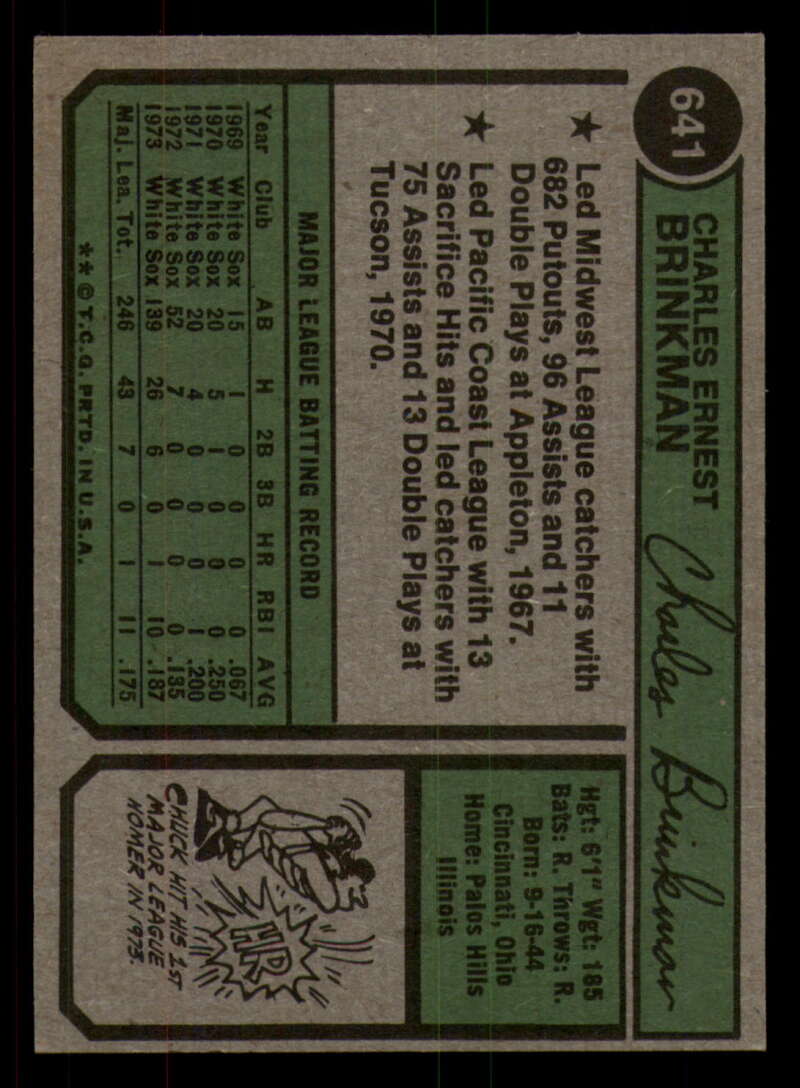 641
CHARLES ERNEST
BRINKMAN
Charles Brinkman
★ Led Midwest League catchers with
682 Putouts, 96 Assists and 11
Double Plays at Appleton, 1967.
★ Led Pacific Coast League with 13
Sacrifice Hits and led catchers with
75 Assists and 13 Double Plays at
Tucson, 1970.
MAJOR LEAGUE BATTING RECORD
Year Club AB H 2B 3B HR RBI AVG
1969 White Sox 15 1 0 0 0 0 .067
1970 White Sox 20 5 1 0 0 0 .250
1971 White Sox 20 4 0 0 0 1 .200
1972 White Sox 52 7 0 0 0 0 .135
1973 White Sox 139 26 6 0 1 10 .187
Maj. Lea. Tot. 246 43 7 0 1 11 .175
** © T.C.G. PRTD. IN U.S.A.
Hgt: 6'1" Wgt: 185
Bats: R. Throws: R.
Born: 9-16-44
Cincinnati, Ohio
Home: Palos Hills
Illinois
HR
CHUCK HIT HIS 1ST
MAJOR LEAGUE
HOMER IN 1973.